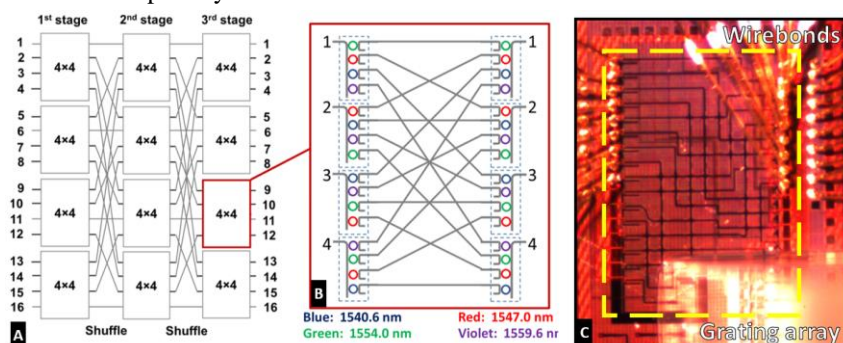 1st stage 2nd stage 3rd stage
1 4×4 4×4 4×4 1
2 2
3 3
4 4
5 4×4 4×4 4×4 5
6 6
7 7
8 8
9 4×4 4×4 4×4 9
10 10
11 11
12 12
13 4×4 4×4 4×4 13
14 14
15 15
16 16
Shuffle Shuffle
A
1 1
2 2
3 3
4 4
B
Blue: 1540.6 nm Red: 1547.0 nm
Green: 1554.0 nm Violet: 1559.6 nm
Wirebonds
C Grating array